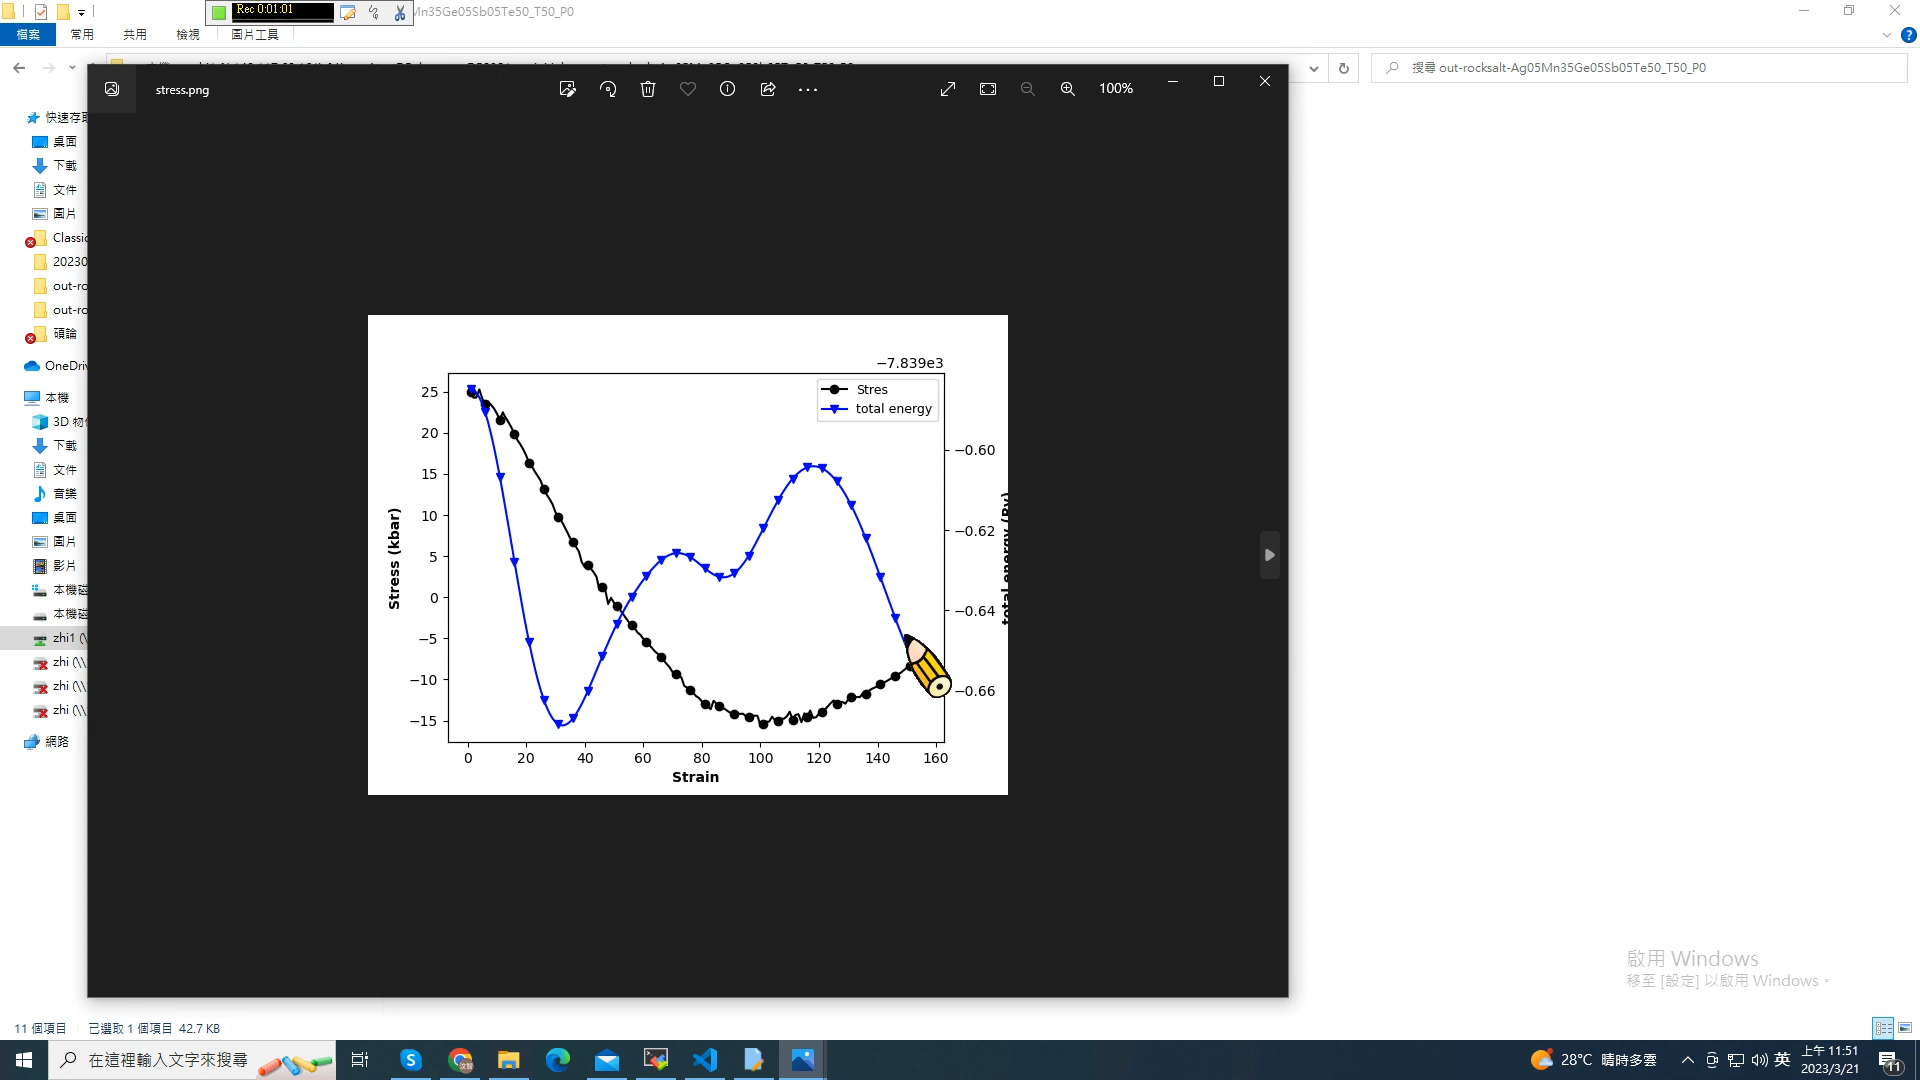 Rec 0:01:01
Mn35Ge05Sb05Te50_T50_P0
檔案 常用 共用 檢視 圖片工具
搜尋 out-rocksalt-Ag05Mn35Ge05Sb05Te50_T50_P0
stress.png
100%
快速存取
桌面
下載
文件
圖片
Classic
20230
out-ro
out-ro
碩論
OneDriv
本機
3D 物件
下載
文件
音樂
桌面
圖片
影片
本機磁
本機磁
zhi1 (\
zhi (\\
zhi (\\
zhi (\\
網路
−7.839e3
Stres
total energy
25
20
15
10
5
0
−5
−10
−15
Stress (kbar)
−0.60
−0.62
−0.64
−0.66
total energy (Ry)
0 20 40 60 80 100 120 140 160
Strain
啟用 Windows
移至 [設定] 以啟用 Windows。
11 個項目 已選取 1 個項目 42.7 KB
在這裡輸入文字來搜尋
28°C 晴時多雲
英
上午 11:51
2023/3/21
11